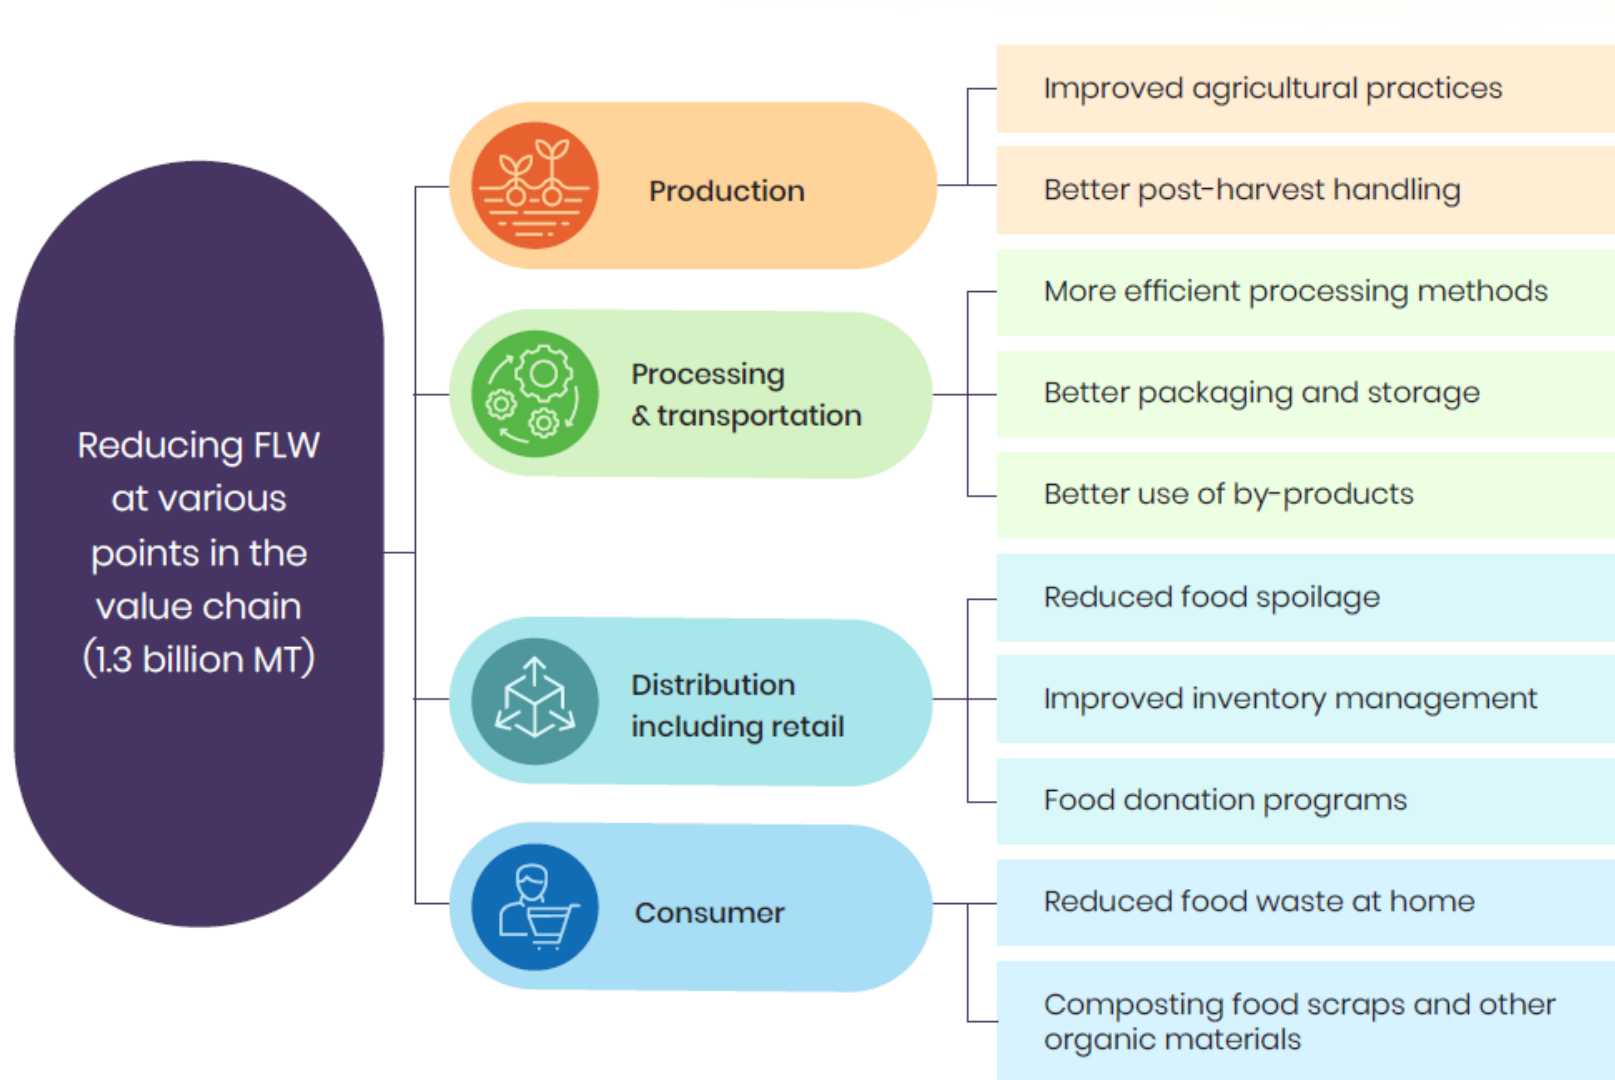 Reducing FLW
at various
points in the
value chain
(1.3 billion MT)
Production
Improved agricultural practices
Better post-harvest handling
Processing
& transportation
More efficient processing methods
Better packaging and storage
Better use of by-products
Distribution
including retail
Reduced food spoilage
Improved inventory management
Food donation programs
Consumer
Reduced food waste at home
Composting food scraps and other
organic materials